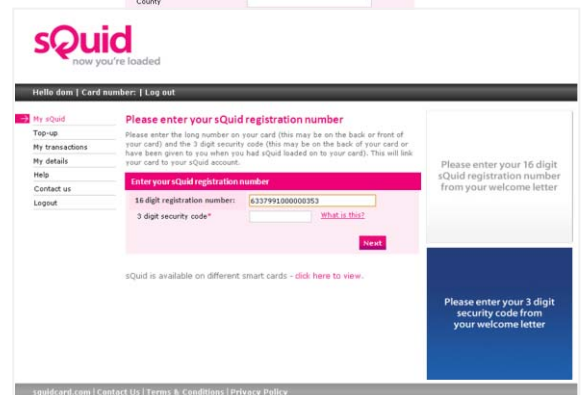 County
sQuid
now you're loaded
Hello dom | Card number: | Log out
My sQuid
Top-up
My transactions
My details
Help
Contact us
Logout
Please enter your sQuid registration number
Please enter the long number on your card (this may be on the back or front of
your card) and the 3 digit security code (this may be on the back of your card or
have been given to you when you had sQuid loaded on to your card). This will link
your card to your sQuid account.
Enter your sQuid registration number
16 digit registration number: 6337991000000353
3 digit security code* What is this?
Next
sQuid is available on different smart cards - click here to view.
Please enter your 16 digit
sQuid registration number
from your welcome letter
Please enter your 3 digit
security code from
your welcome letter
squidcard.com | Contact Us | Terms & Conditions | Privacy Policy